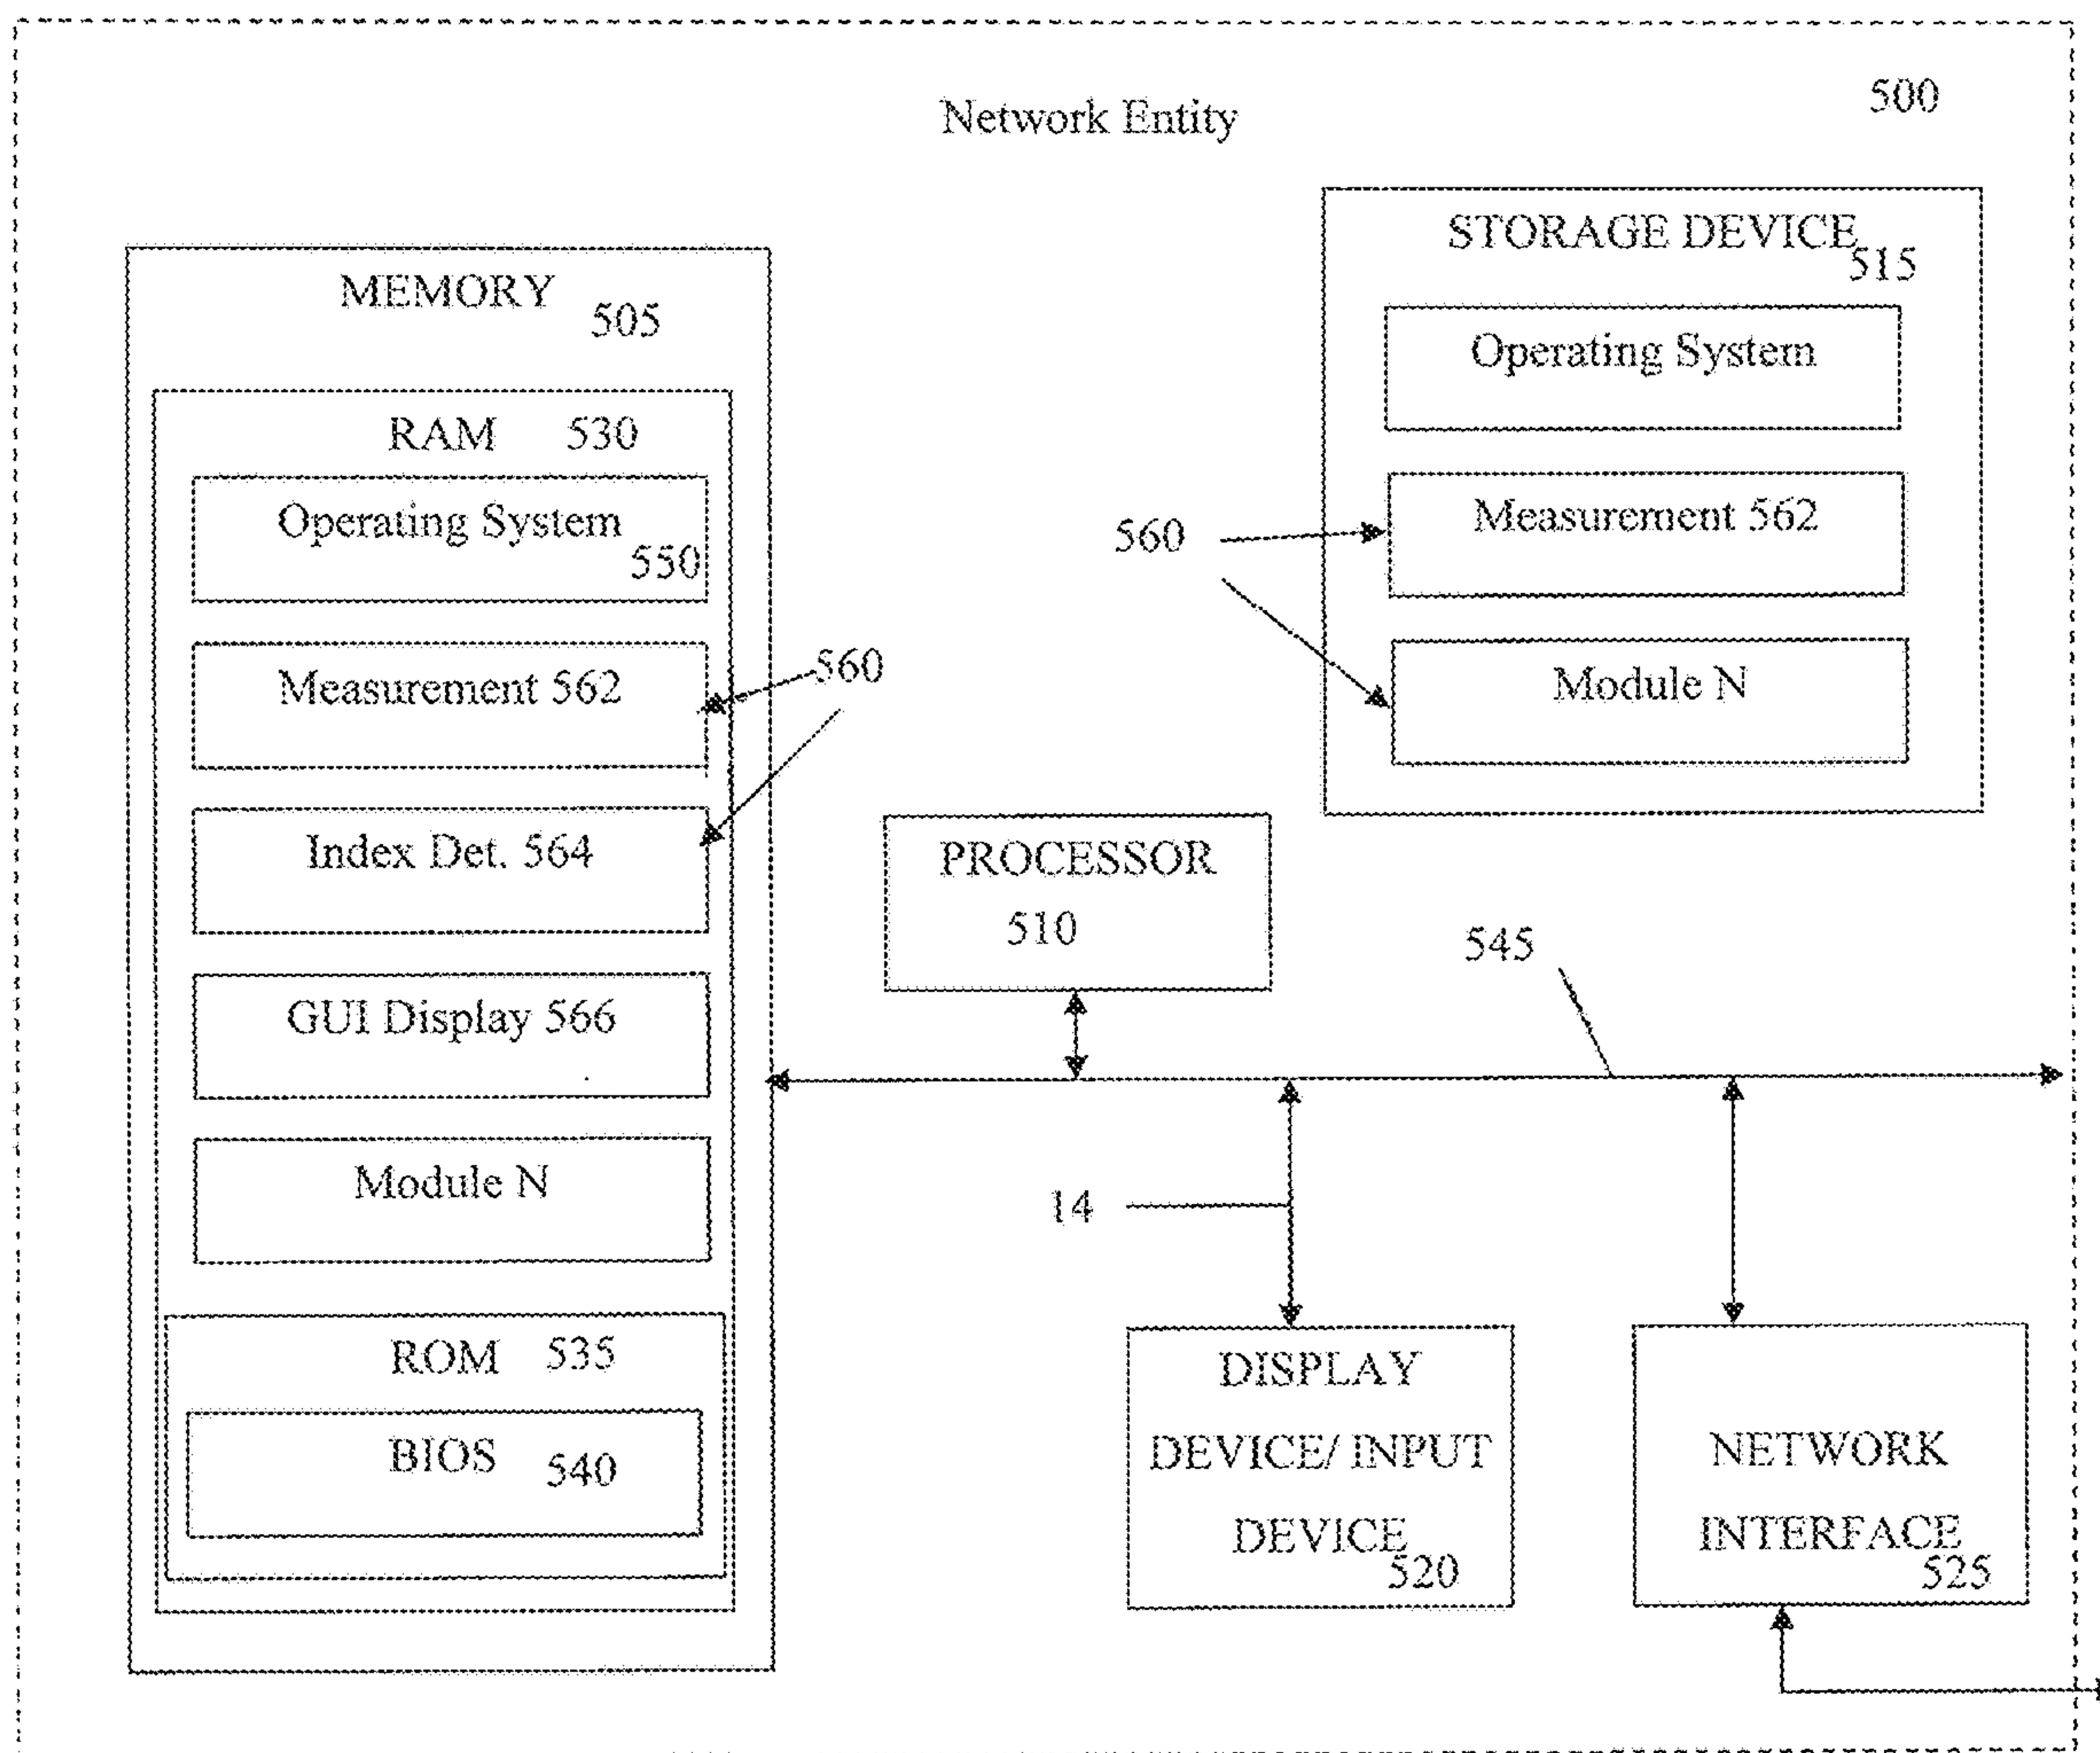 Network Entity
500
MEMORY
505
RAM 530
Operating System
550
Measurement 562
Index Det. 564
GUI Display 566
Module N
ROM 535
BIOS 540
560
STORAGE DEVICE
515
Operating System
Measurement 562
Module N
560
PROCESSOR
510
545
14
DISPLAY
DEVICE/ INPUT
DEVICE
520
NETWORK
INTERFACE
525